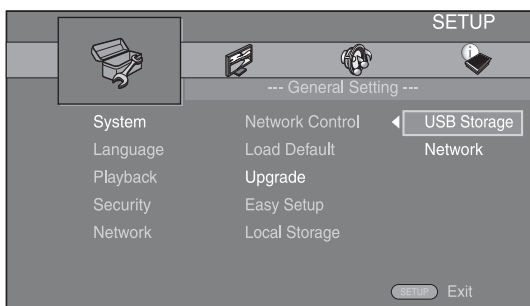 SETUP
--- General Setting ---
System Network Control USB Storage
Language Load Default Network
Playback Upgrade
Security Easy Setup
Network Local Storage
SETUP Exit